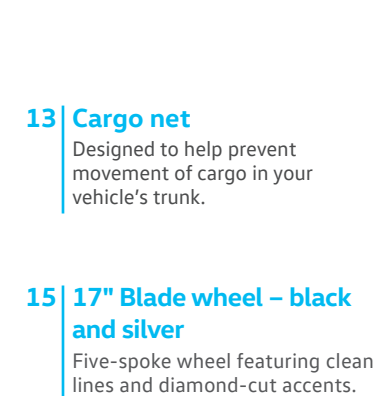 13 Cargo net
Designed to help prevent
movement of cargo in your
vehicle’s trunk.
15 17" Blade wheel – black
and silver
Five-spoke wheel featuring clean
lines and diamond-cut accents.